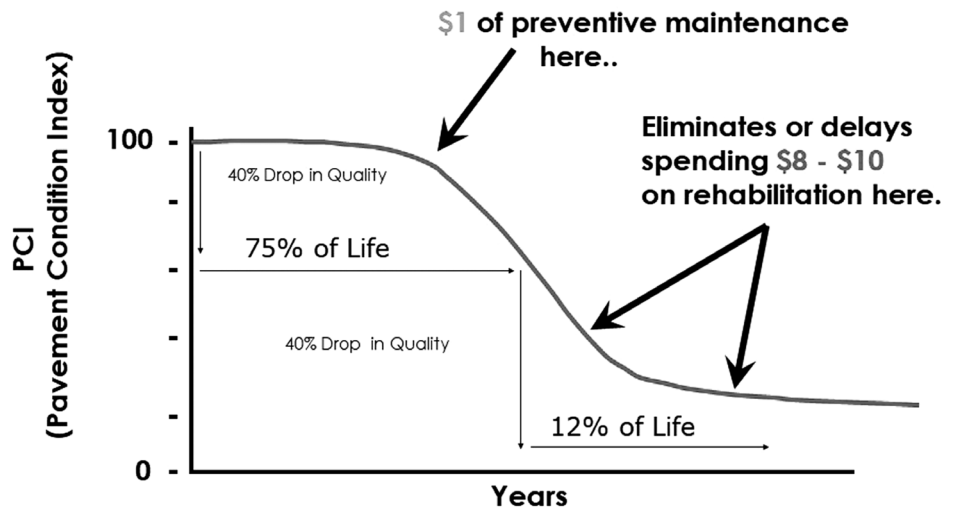 $1 of preventive maintenance
here..
Eliminates or delays
spending $8 - $10
on rehabilitation here.
PCI
(Pavement Condition Index)
100
40% Drop in Quality
75% of Life
40% Drop in Quality
12% of Life
0
Years